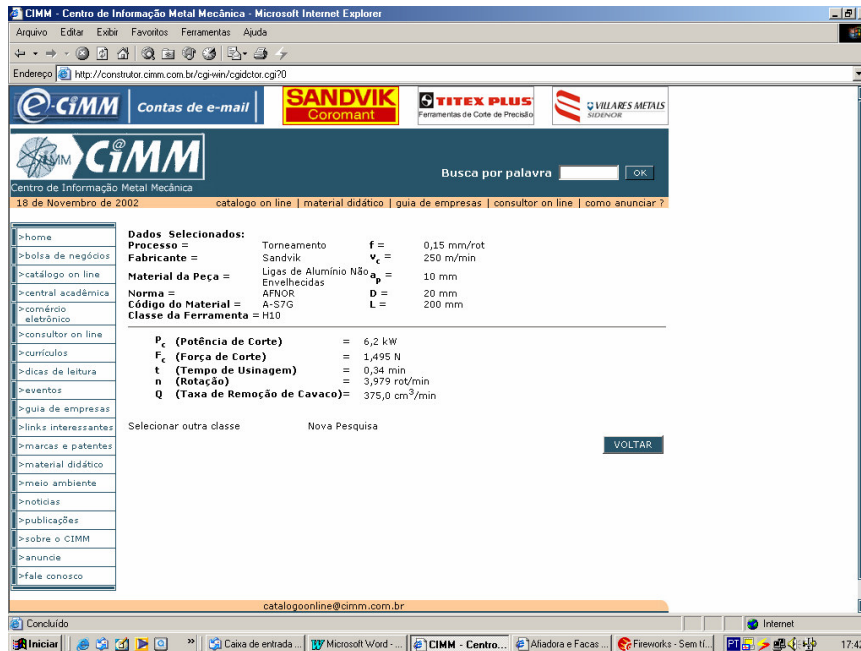 CIMM - Centro de Informação Metal Mecânica - Microsoft Internet Explorer
Arquivo Editar Exibir Favoritos Ferramentas Ajuda
Endereço http://construtor.cimm.com.br/cgi-win/cgidctor.cgi?0
e-CiMM Contas de e-mail
SANDVIK
Coromant
TITEX PLUS
Ferramentas de Corte de Precisão
VILLARES METALS
SIDENOR
CiMM
Centro de Informação Metal Mecânica
Busca por palavra OK
18 de Novembro de 2002 catalogo on line | material didático | guia de empresas | consultor on line | como anunciar ?
>home
>bolsa de negócios
>catálogo on line
>central acadêmica
>comércio
eletrônico
>consultor on line
>currículos
>dicas de leitura
>eventos
>guia de empresas
>links interessantes
>marcas e patentes
>material didático
>meio ambiente
>noticias
>publicações
>sobre o CIMM
>anuncie
>fale conosco
Dados Selecionados:
Processo = Torneamento f = 0,15 mm/rot
Fabricante = Sandvik vc = 250 m/min
Material da Peça = Ligas de Alumínio Não Envelhecidas ap = 10 mm
Norma = AFNOR D = 20 mm
Código do Material = A-S7G L = 200 mm
Classe da Ferramenta = H10
Pc (Potência de Corte) = 6,2 kW
Fc (Força de Corte) = 1,495 N
t (Tempo de Usinagem) = 0,34 min
n (Rotação) = 3,979 rot/min
Q (Taxa de Remoção de Cavaco)= 375,0 cm³/min
Selecionar outra classe Nova Pesquisa
VOLTAR
catalogoonline@cimm.com.br
Concluído Internet
Iniciar » Caixa de entrada ... Microsoft Word - ... CIMM - Centro... Afiadora e Facas ... Fireworks - Sem tí... PT 17:4